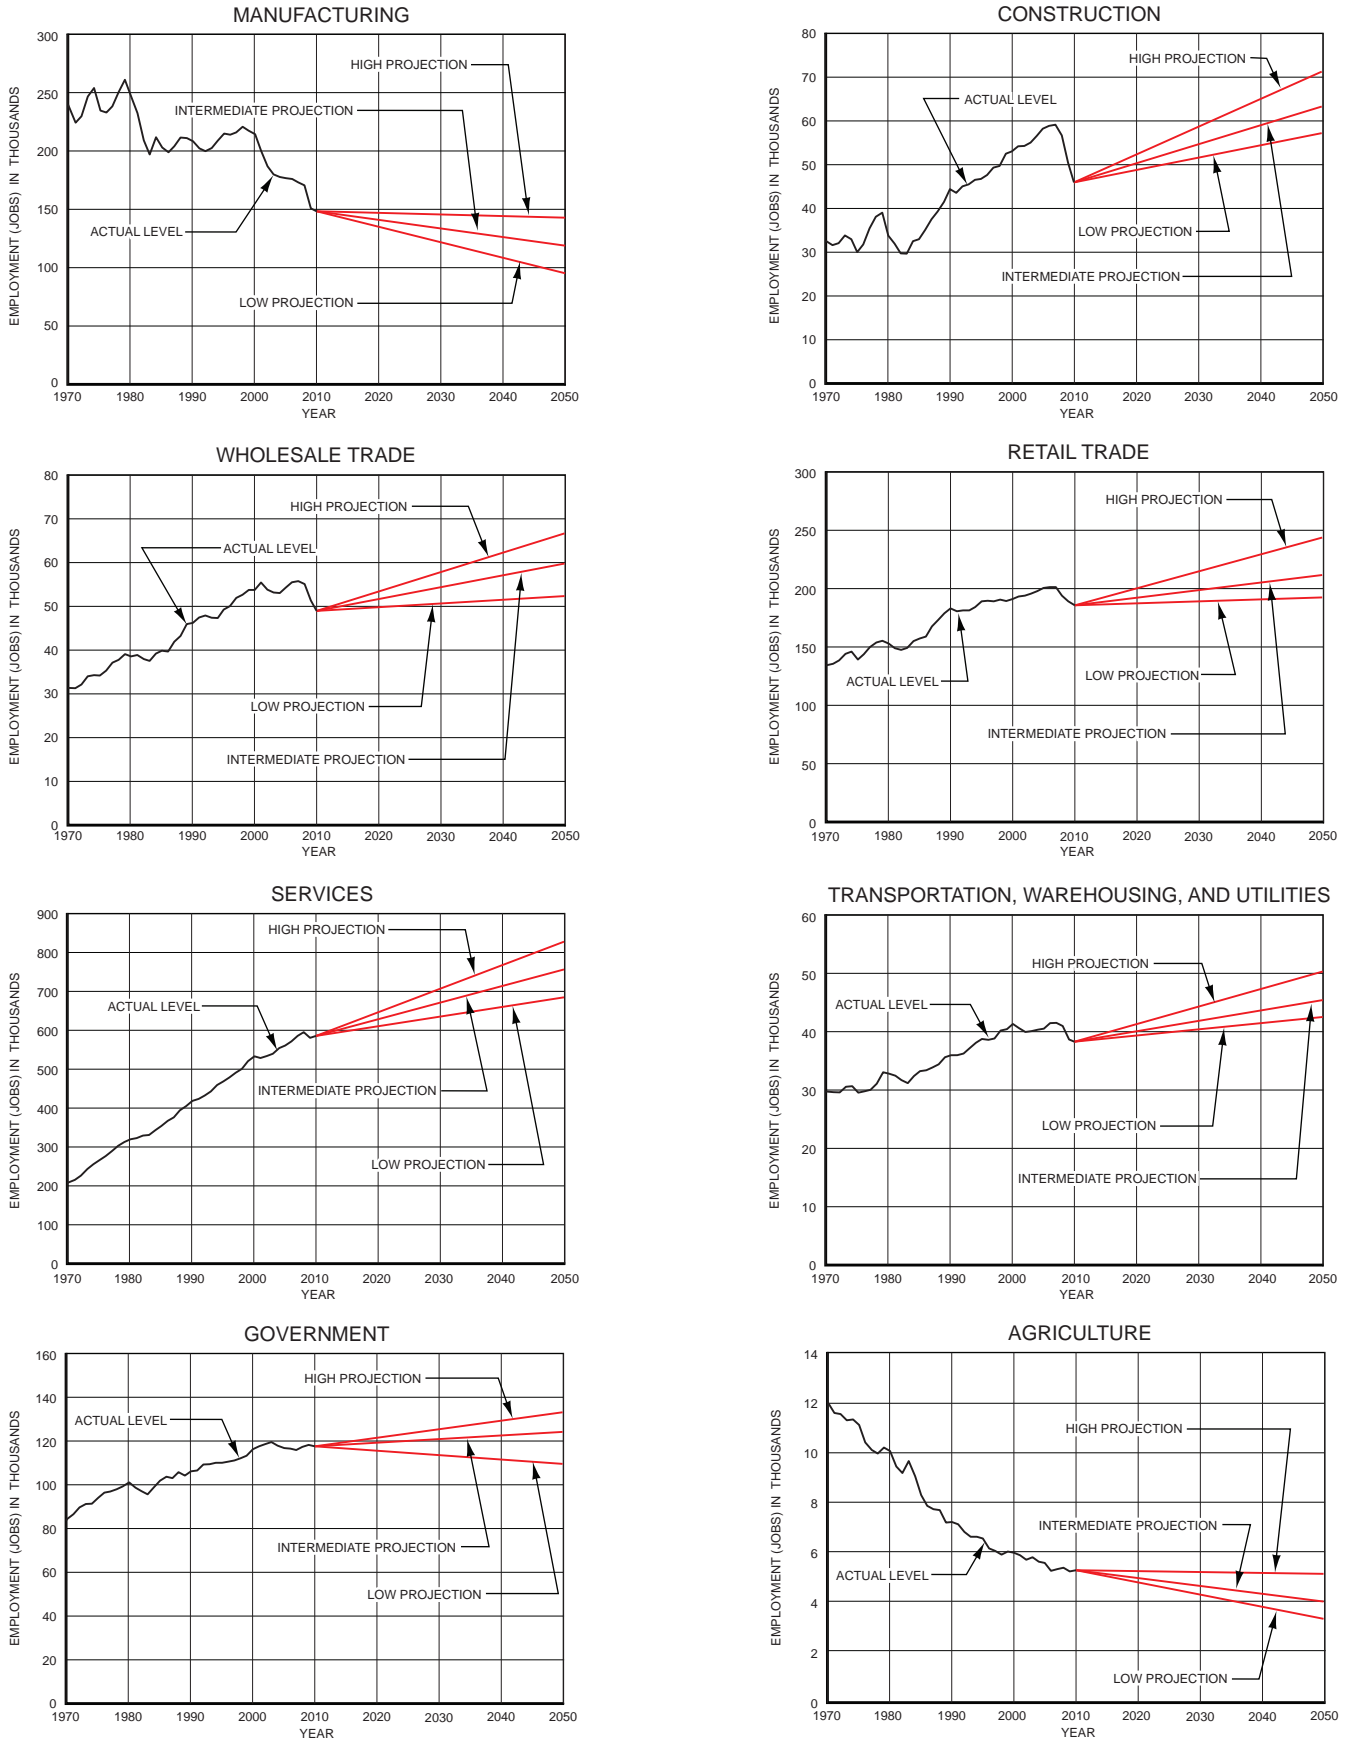 MANUFACTURING
EMPLOYMENT (JOBS) IN THOUSANDS
300
250
200
150
100
50
0
HIGH PROJECTION
INTERMEDIATE PROJECTION
ACTUAL LEVEL
LOW PROJECTION
1970 1980 1990 2000 2010 2020 2030 2040 2050
YEAR
CONSTRUCTION
EMPLOYMENT (JOBS) IN THOUSANDS
80
70
60
50
40
30
20
10
0
HIGH PROJECTION
ACTUAL LEVEL
LOW PROJECTION
INTERMEDIATE PROJECTION
1970 1980 1990 2000 2010 2020 2030 2040 2050
YEAR
WHOLESALE TRADE
EMPLOYMENT (JOBS) IN THOUSANDS
80
70
60
50
40
30
20
10
0
HIGH PROJECTION
ACTUAL LEVEL
LOW PROJECTION
INTERMEDIATE PROJECTION
1970 1980 1990 2000 2010 2020 2030 2040 2050
YEAR
RETAIL TRADE
EMPLOYMENT (JOBS) IN THOUSANDS
300
250
200
150
100
50
0
HIGH PROJECTION
ACTUAL LEVEL
LOW PROJECTION
INTERMEDIATE PROJECTION
1970 1980 1990 2000 2010 2020 2030 2040 2050
YEAR
SERVICES
EMPLOYMENT (JOBS) IN THOUSANDS
900
800
700
600
500
400
300
200
100
0
HIGH PROJECTION
ACTUAL LEVEL
INTERMEDIATE PROJECTION
LOW PROJECTION
1970 1980 1990 2000 2010 2020 2030 2040 2050
YEAR
TRANSPORTATION, WAREHOUSING, AND UTILITIES
EMPLOYMENT (JOBS) IN THOUSANDS
60
50
40
30
20
10
0
HIGH PROJECTION
ACTUAL LEVEL
LOW PROJECTION
INTERMEDIATE PROJECTION
1970 1980 1990 2000 2010 2020 2030 2040 2050
YEAR
GOVERNMENT
EMPLOYMENT (JOBS) IN THOUSANDS
160
140
120
100
80
60
40
20
0
HIGH PROJECTION
ACTUAL LEVEL
INTERMEDIATE PROJECTION
LOW PROJECTION
1970 1980 1990 2000 2010 2020 2030 2040 2050
YEAR
AGRICULTURE
EMPLOYMENT (JOBS) IN THOUSANDS
14
12
10
8
6
4
2
0
HIGH PROJECTION
INTERMEDIATE PROJECTION
ACTUAL LEVEL
LOW PROJECTION
1970 1980 1990 2000 2010 2020 2030 2040 2050
YEAR